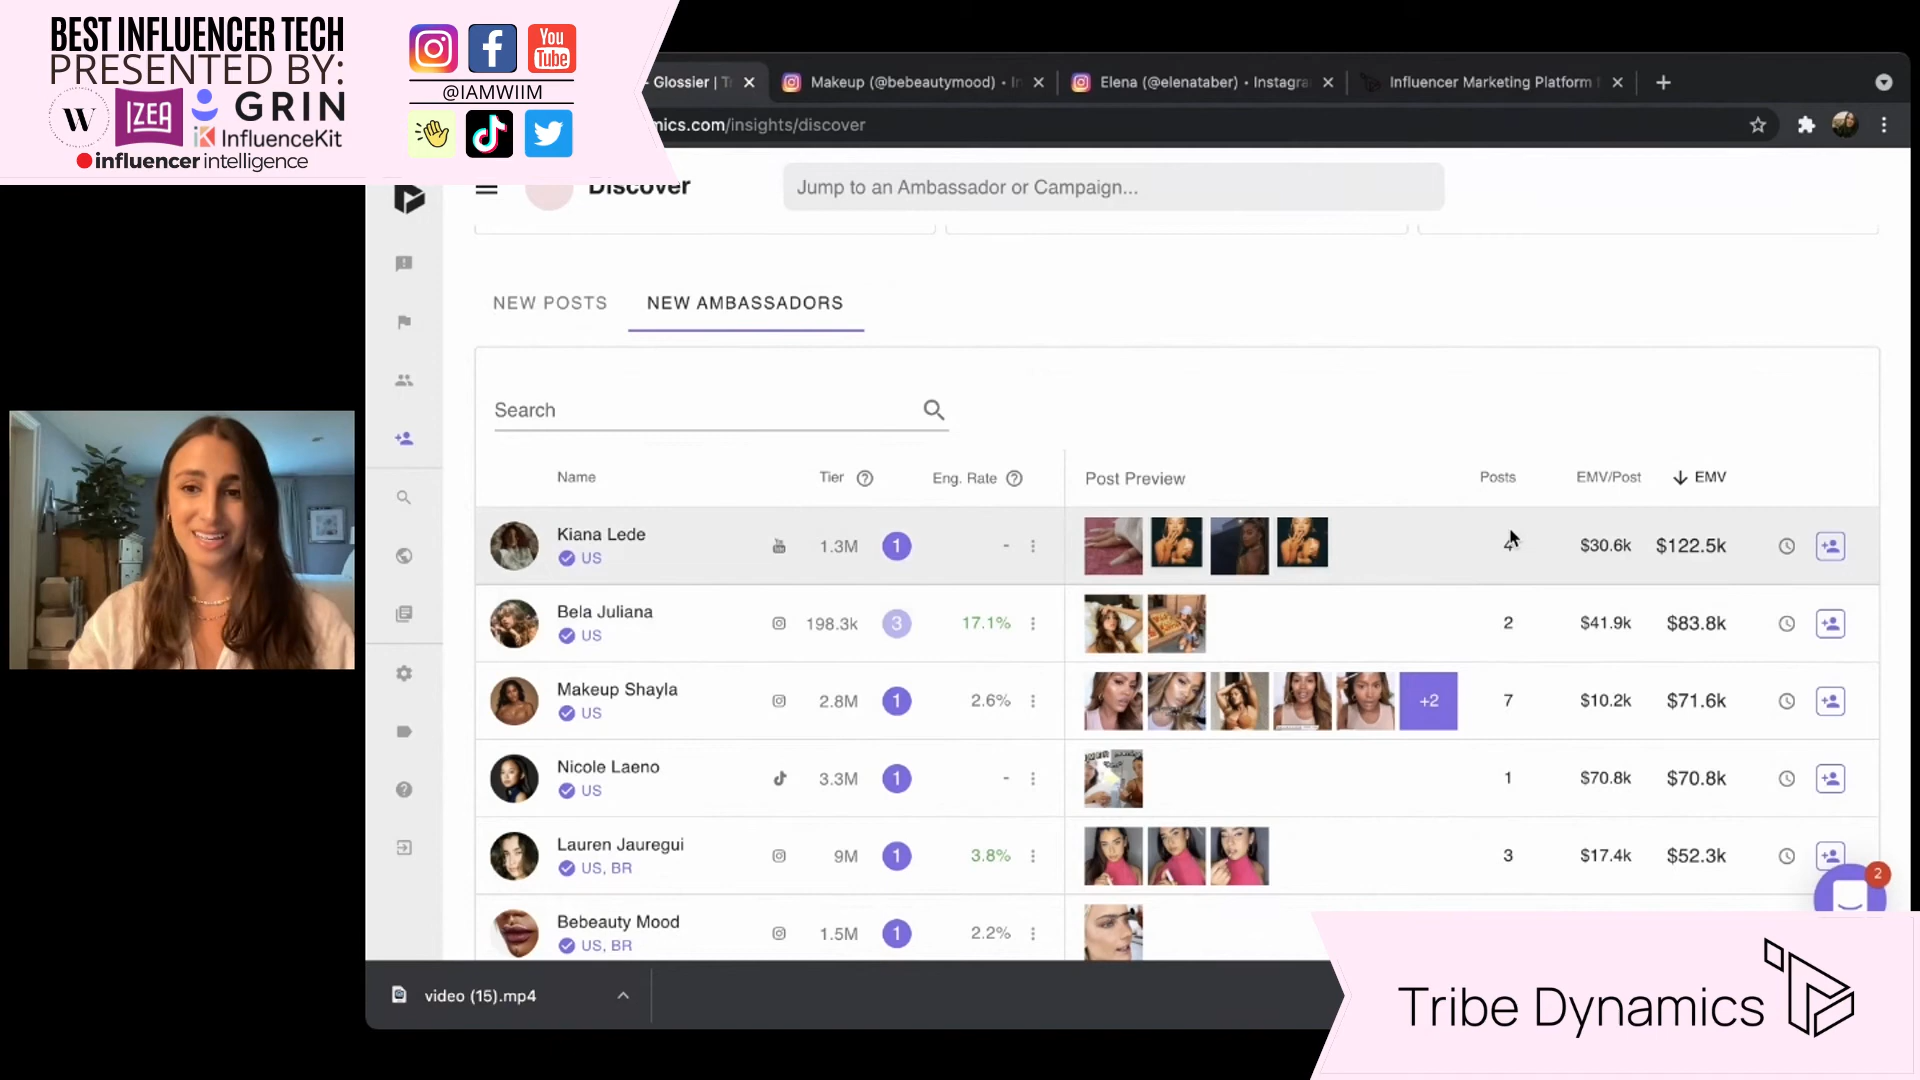 BEST INFLUENCER TECH
PRESENTED BY:
W
IZEA
GRIN
InfluenceKit
influencer intelligence
You
Tube
@IAMWIIM
Glossier | T
Makeup (@bebeautymood) • In
Elena (@elenataber) • Instagra
Influencer Marketing Platform
mics.com/insights/discover
Discover
Jump to an Ambassador or Campaign...
NEW POSTS
NEW AMBASSADORS
Search
Name
Tier
Eng. Rate
Post Preview
Posts
EMV/Post
EMV
Kiana Lede
US
1.3M
1
-
4
$30.6k
$122.5k
Bela Juliana
US
198.3k
3
17.1%
2
$41.9k
$83.8k
Makeup Shayla
US
2.8M
1
2.6%
+2
7
$10.2k
$71.6k
Nicole Laeno
US
3.3M
1
-
1
$70.8k
$70.8k
Lauren Jauregui
US, BR
9M
1
3.8%
3
$17.4k
$52.3k
2
Bebeauty Mood
US, BR
1.5M
1
2.2%
video (15).mp4
Tribe Dynamics